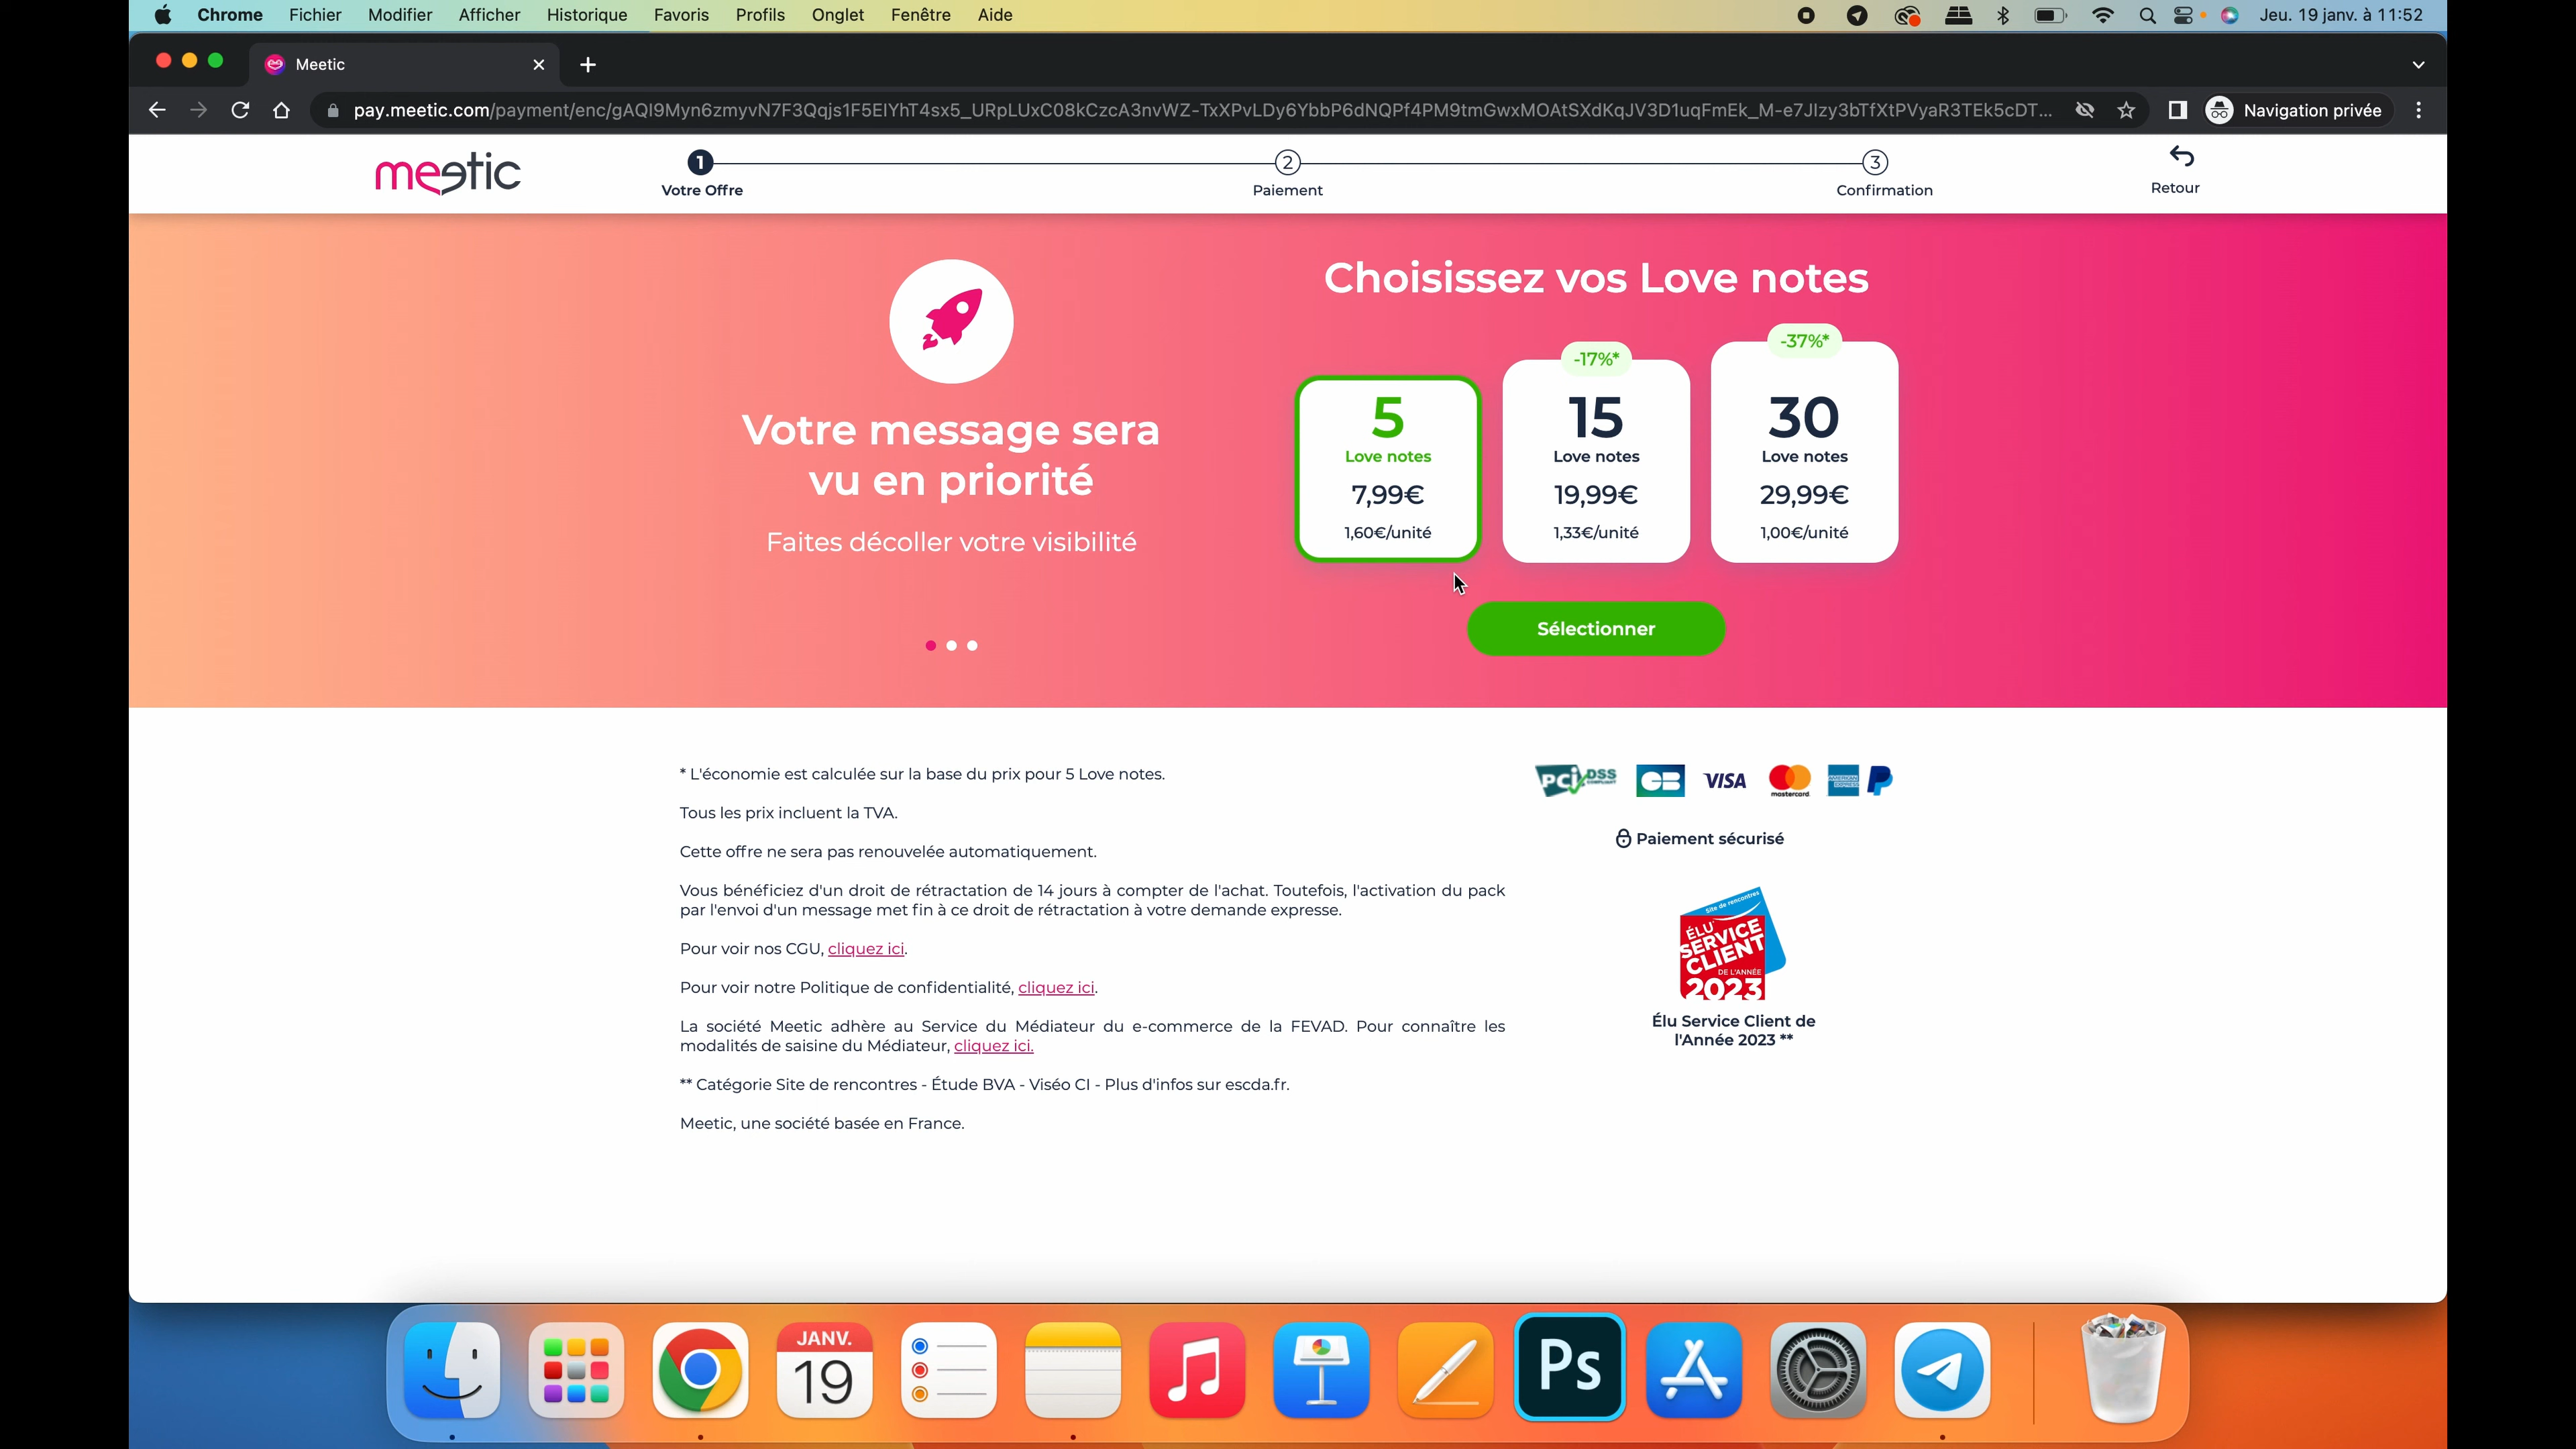 Chrome Fichier Modifier Afficher Historique Favoris Profils Onglet Fenêtre Aide Jeu. 19 janv. à 11:52
Meetic
pay.meetic.com/payment/enc/ Navigation privée
meetic
1 2 3
Votre Offre Paiement Confirmation Retour
Choisissez vos Love notes
Votre message sera
vu en priorité
Faites décoller votre visibilité
-17%* -37%*
5 15 30
Love notes Love notes Love notes
7,99€ 19,99€ 29,99€
1,60€/unité 1,33€/unité 1,00€/unité
Sélectionner
* L'économie est calculée sur la base du prix pour 5 Love notes.
Tous les prix incluent la TVA.
Cette offre ne sera pas renouvelée automatiquement.
Vous bénéficiez d'un droit de rétractation de 14 jours à compter de l'achat. Toutefois, l'activation du pack
par l'envoi d'un message met fin à ce droit de rétractation à votre demande expresse.
Pour voir nos CGU, cliquez ici.
Pour voir notre Politique de confidentialité, cliquez ici.
La société Meetic adhère au Service du Médiateur du e-commerce de la FEVAD. Pour connaître les
modalités de saisine du Médiateur, cliquez ici.
** Catégorie Site de rencontres - Étude BVA - Viséo CI - Plus d'infos sur escda.fr.
Meetic, une société basée en France.
PCI DSS COMPLIANT CB VISA mastercard AMERICAN EXPRESS
Paiement sécurisé
Site de rencontres
ÉLU
SERVICE
CLIENT
DE L'ANNÉE
2023
Élu Service Client de
l'Année 2023 **
JANV.
19
Ps